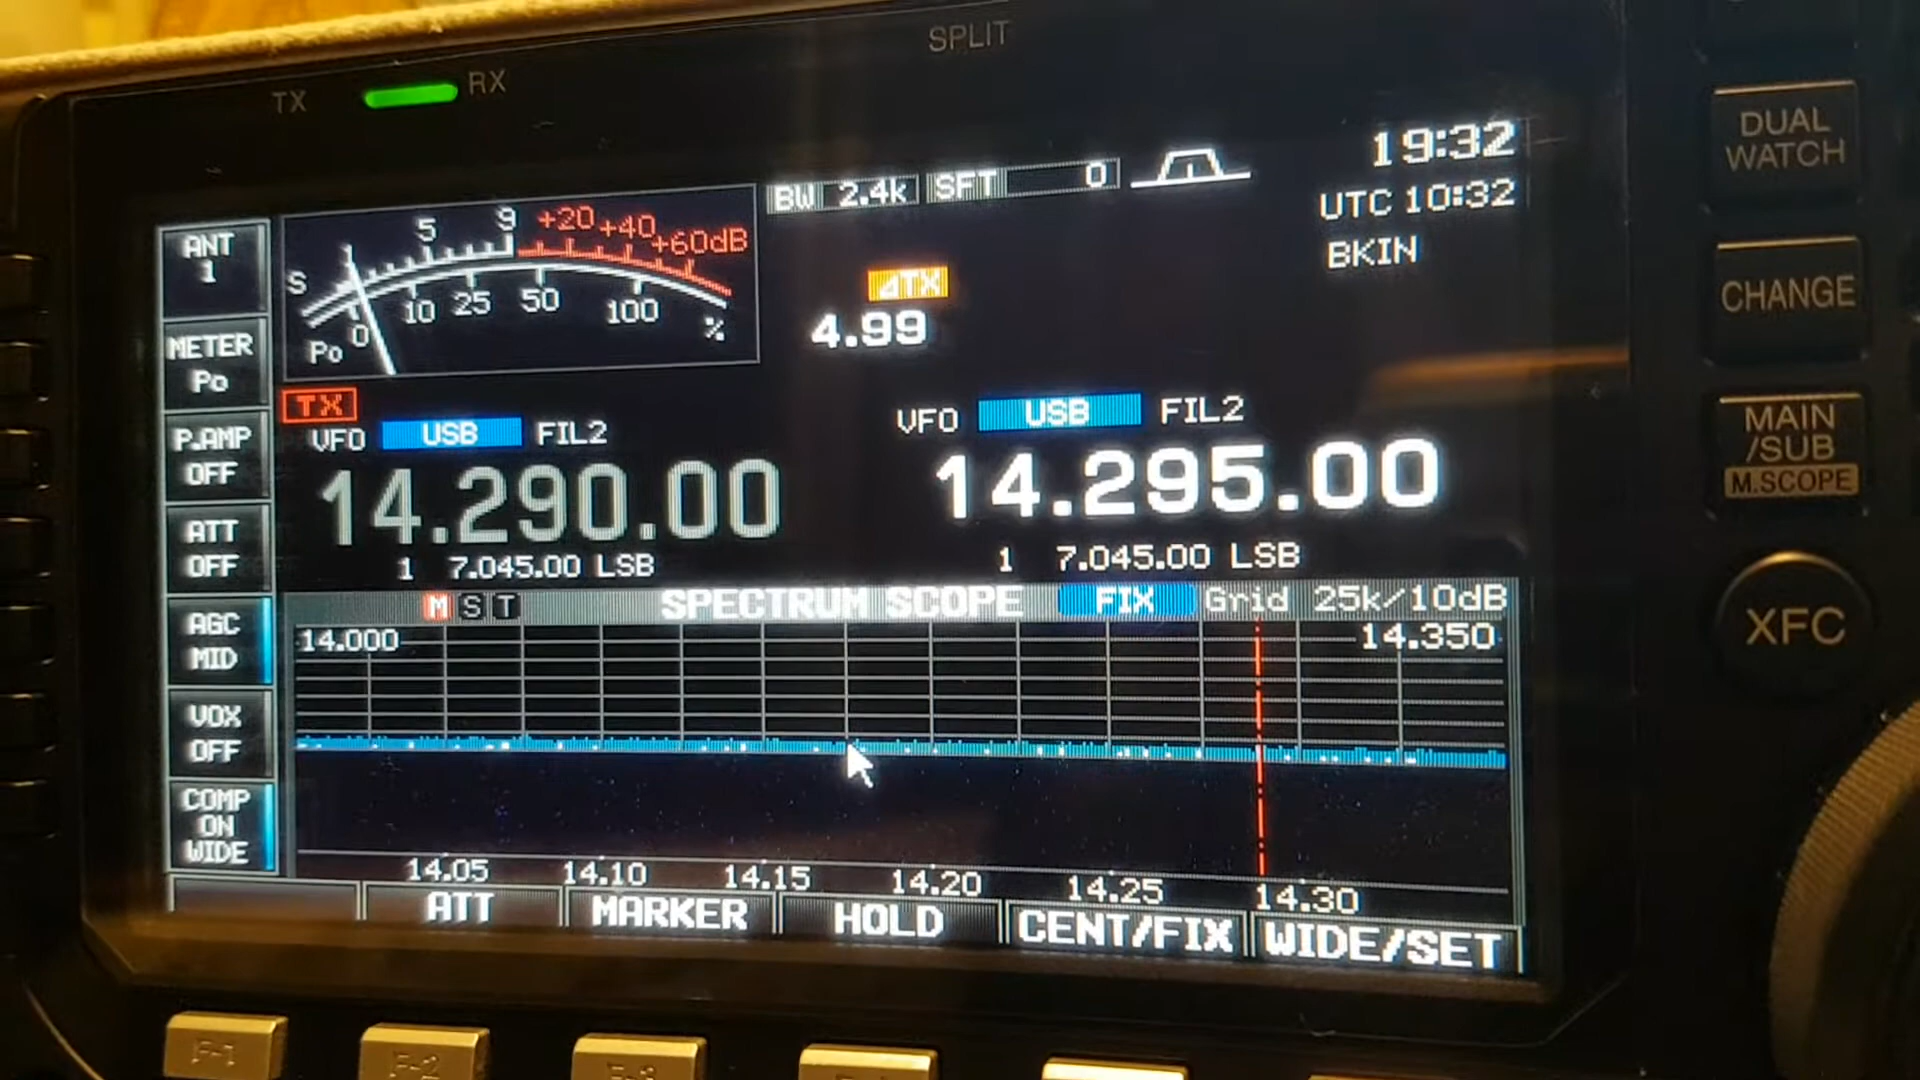 SPLIT
TX RX
DUAL WATCH
CHANGE
MAIN /SUB
M.SCOPE
XFC
BW 2.4k SFT 0
19:32
UTC 10:32
BKIN
ANT 1
METER Po
P.AMP OFF
ATT OFF
AGC MID
VOX OFF
COMP ON WIDE
S 1 5 9 +20 +40 +60dB
Po 0 10 25 50 100 %
⊿TX
4.99
TX
VFO USB FIL2
14.290.00
1 7.045.00 LSB
VFO USB FIL2
14.295.00
1 7.045.00 LSB
M S T SPECTRUM SCOPE FIX Grid 25k/10dB
14.000 14.350
14.05 14.10 14.15 14.20 14.25 14.30
ATT MARKER HOLD CENT/FIX WIDE/SET
F-1 F-2 F-3